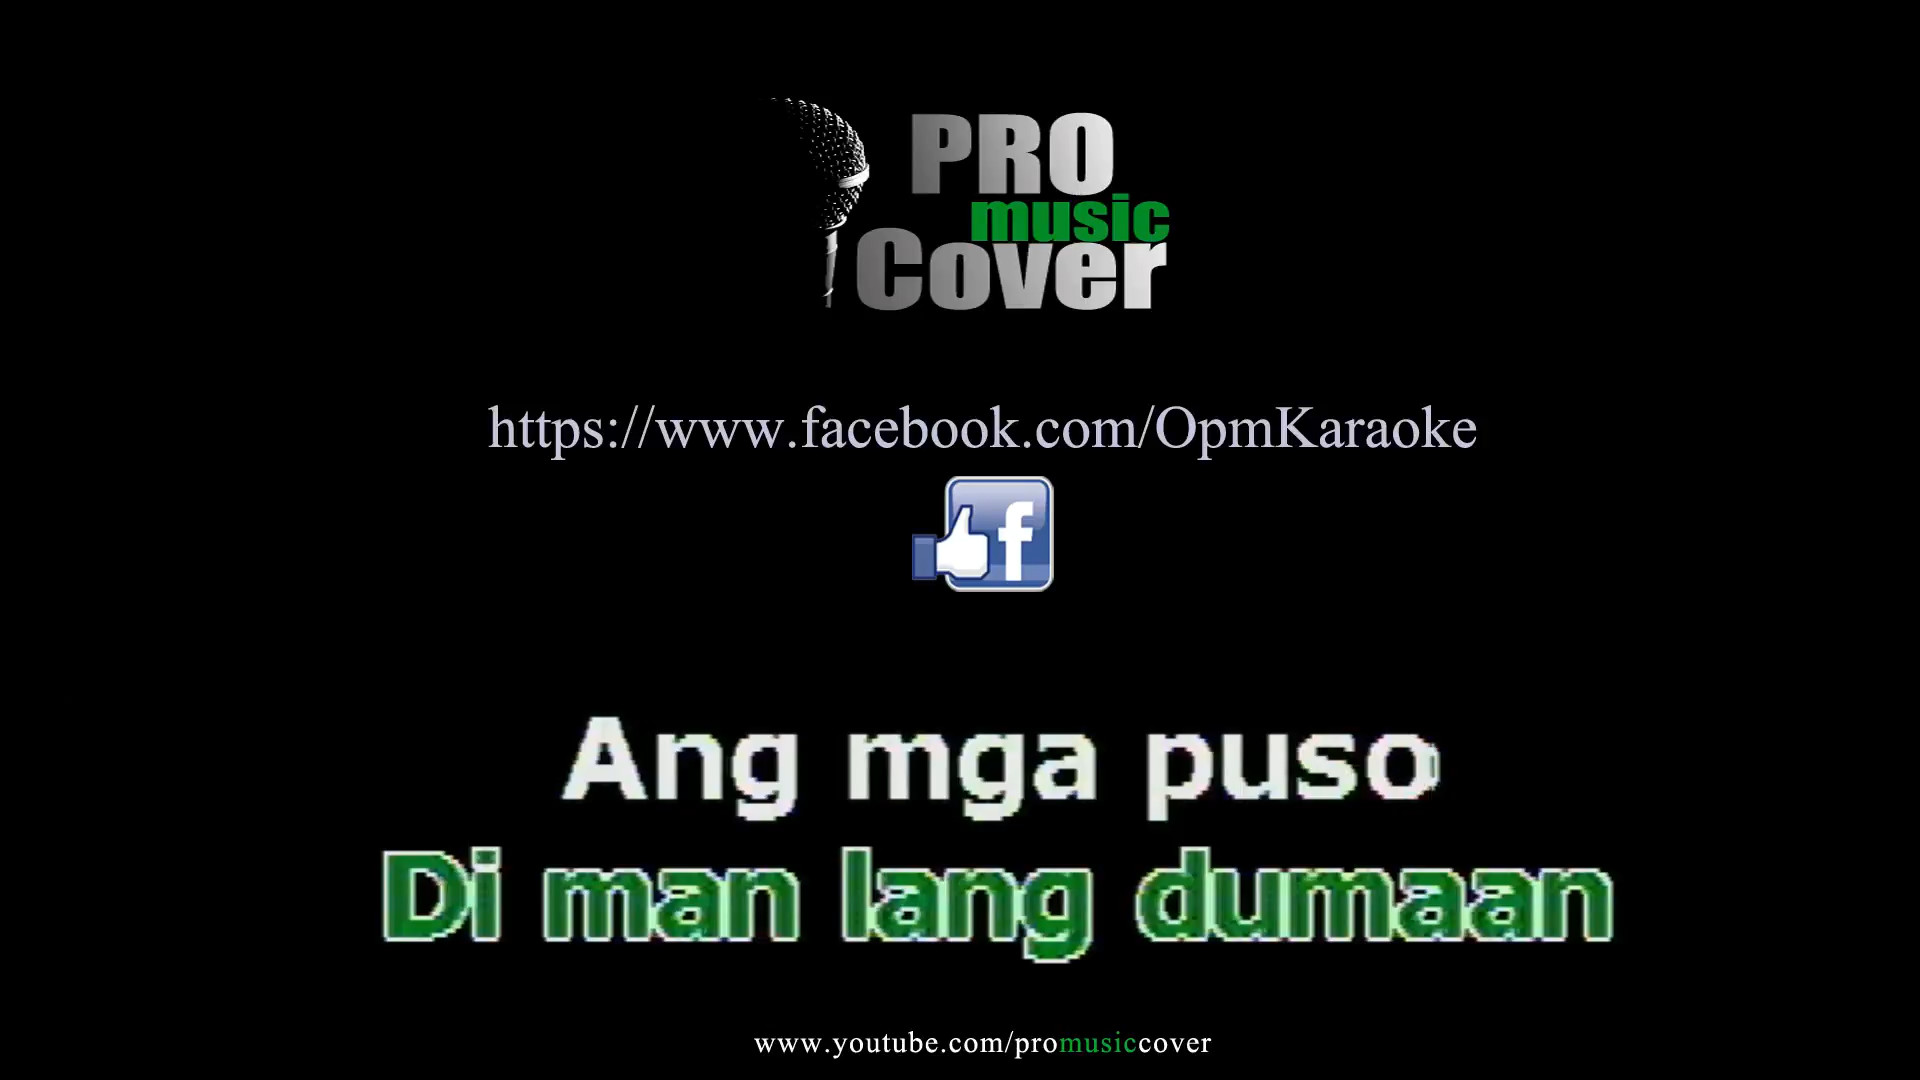 PRO
music
Cover
https://www.facebook.com/OpmKaraoke
f
Ang mga puso
Di man lang dumaan
www.youtube.com/promusiccover